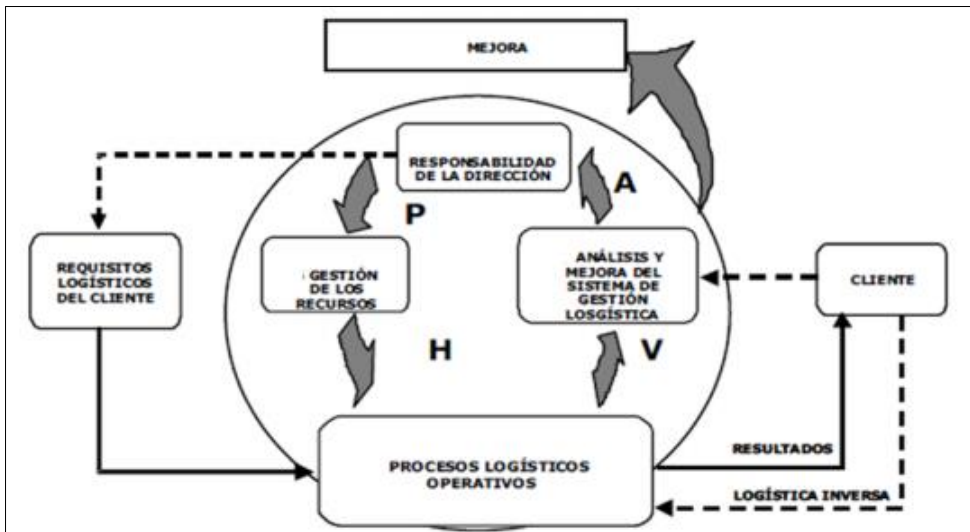 MEJORA
RESPONSABILIDAD
DE LA DIRECCIÓN
A
P
REQUISITOS
LOGÍSTICOS
DEL CLIENTE
GESTIÓN
DE LOS
RECURSOS
ANÁLISIS Y
MEJORA DEL
SISTEMA DE
GESTIÓN
LOSGÍSTICA
CLIENTE
H
V
PROCESOS LOGÍSTICOS
OPERATIVOS
RESULTADOS
LOGÍSTICA INVERSA